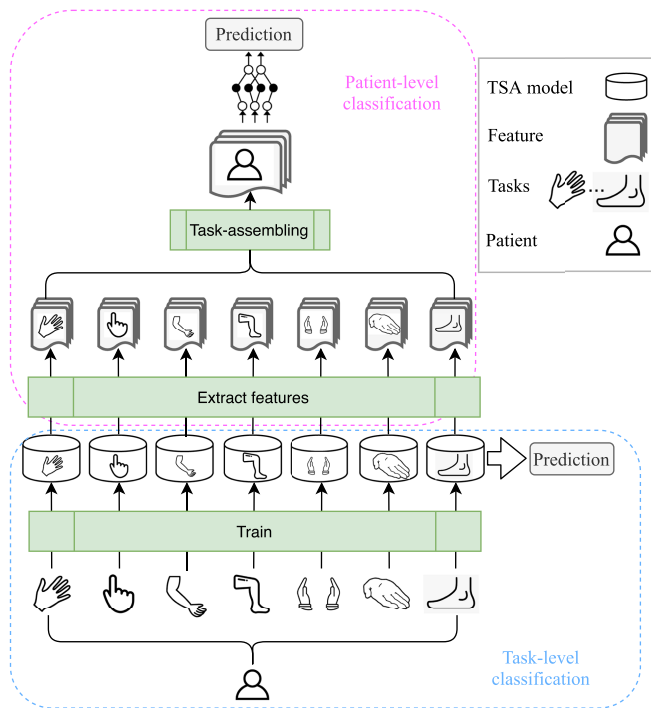 Prediction
Patient-level
classification
TSA model
Feature
Tasks
...
Patient
Task-assembling
Extract features
Prediction
Train
Task-level
classification